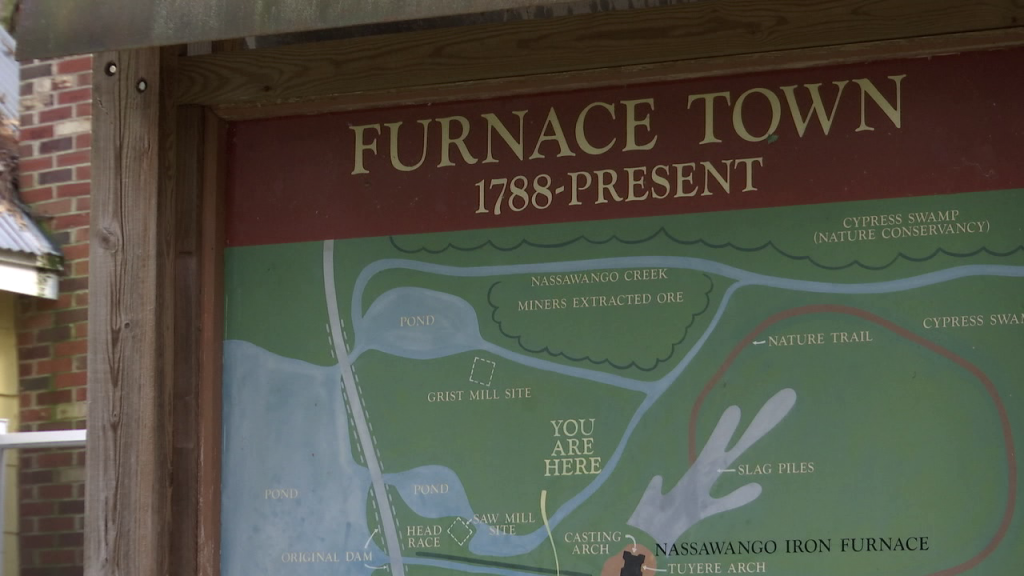 FURNACE TOWN
1788-PRESENT
CYPRESS SWAMP
(NATURE CONSERVANCY)
NASSAWANGO CREEK
MINERS EXTRACTED ORE
POND
CYPRESS SWAM
NATURE TRAIL
GRIST MILL SITE
YOU
ARE
HERE
SLAG PILES
POND
POND
SAW MILL
SITE
HEAD
RACE
ORIGINAL DAM
CASTING
ARCH
NASSAWANGO IRON FURNACE
TUYERE ARCH